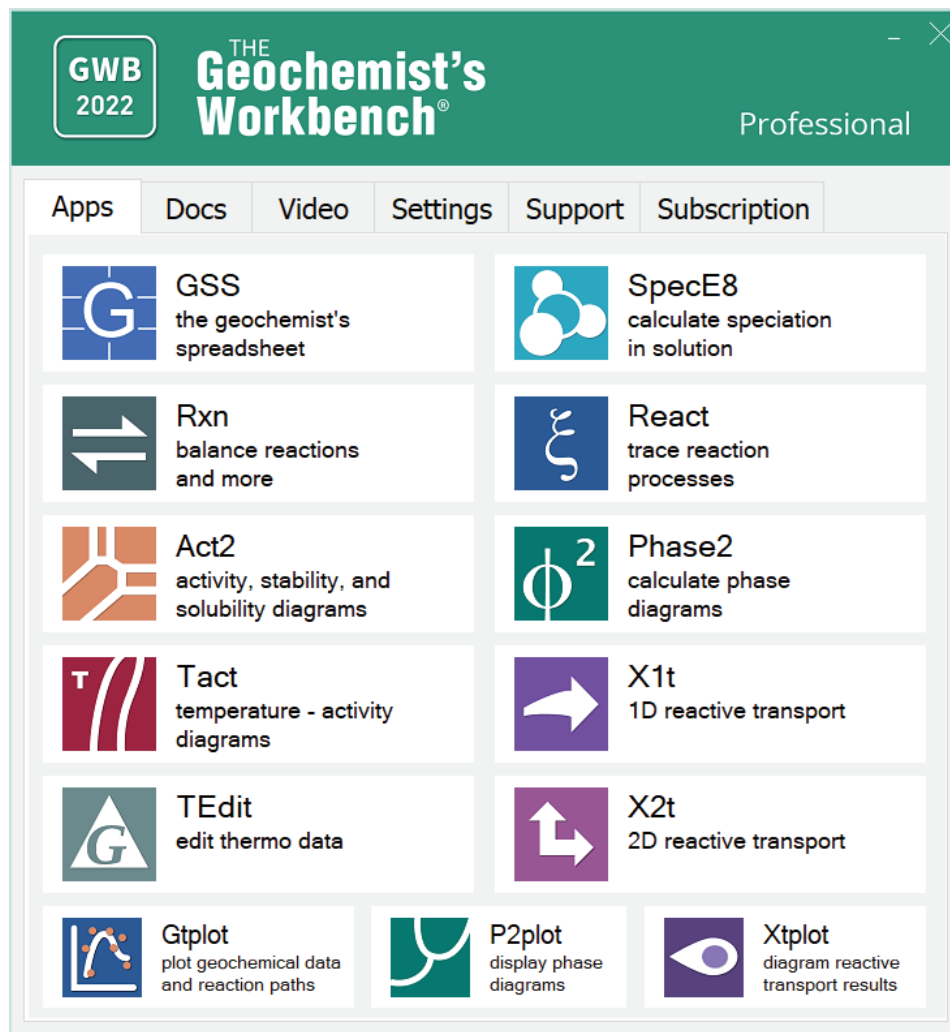 GWB
2022
THE
Geochemist's
Workbench®
Professional
Apps
Docs
Video
Settings
Support
Subscription
G
GSS
the geochemist's
spreadsheet
SpecE8
calculate speciation
in solution
Rxn
balance reactions
and more
ξ
React
trace reaction
processes
Act2
activity, stability, and
solubility diagrams
ϕ²
Phase2
calculate phase
diagrams
T
Tact
temperature - activity
diagrams
X1t
1D reactive transport
G
TEdit
edit thermo data
X2t
2D reactive transport
Gtplot
plot geochemical data
and reaction paths
P2plot
display phase
diagrams
Xtplot
diagram reactive
transport results